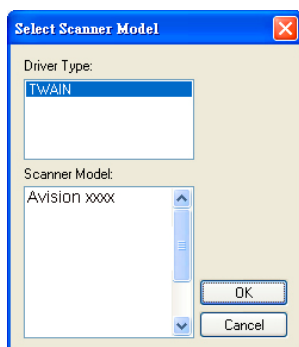 Select Scanner Model
Driver Type:
TWAIN
Scanner Model:
Avision xxxx
OK
Cancel